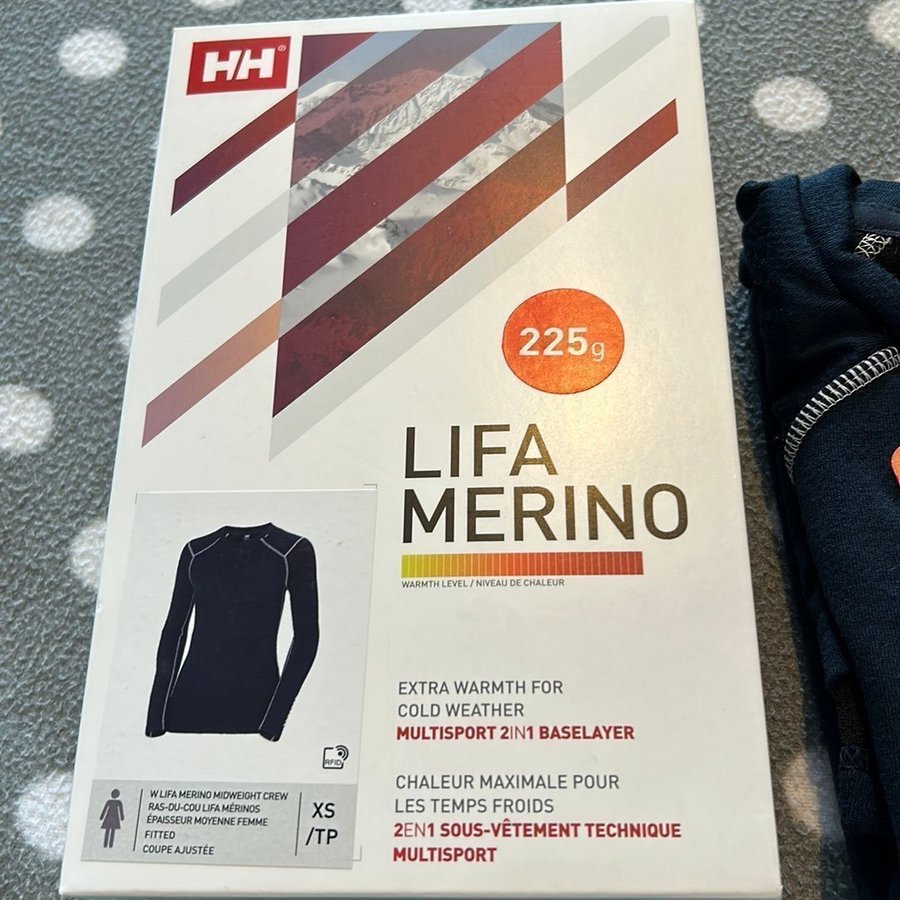 HH®
225g
LIFA
MERINO
WARMTH LEVEL / NIVEAU DE CHALEUR
EXTRA WARMTH FOR
COLD WEATHER
MULTISPORT 2IN1 BASELAYER
CHALEUR MAXIMALE POUR
LES TEMPS FROIDS
2EN1 SOUS-VÊTEMENT TECHNIQUE
MULTISPORT
RFID
W LIFA MERINO MIDWEIGHT CREW
RAS-DU-COU LIFA MÉRINOS
ÉPAISSEUR MOYENNE FEMME
FITTED
COUPE AJUSTÉE
XS
/TP